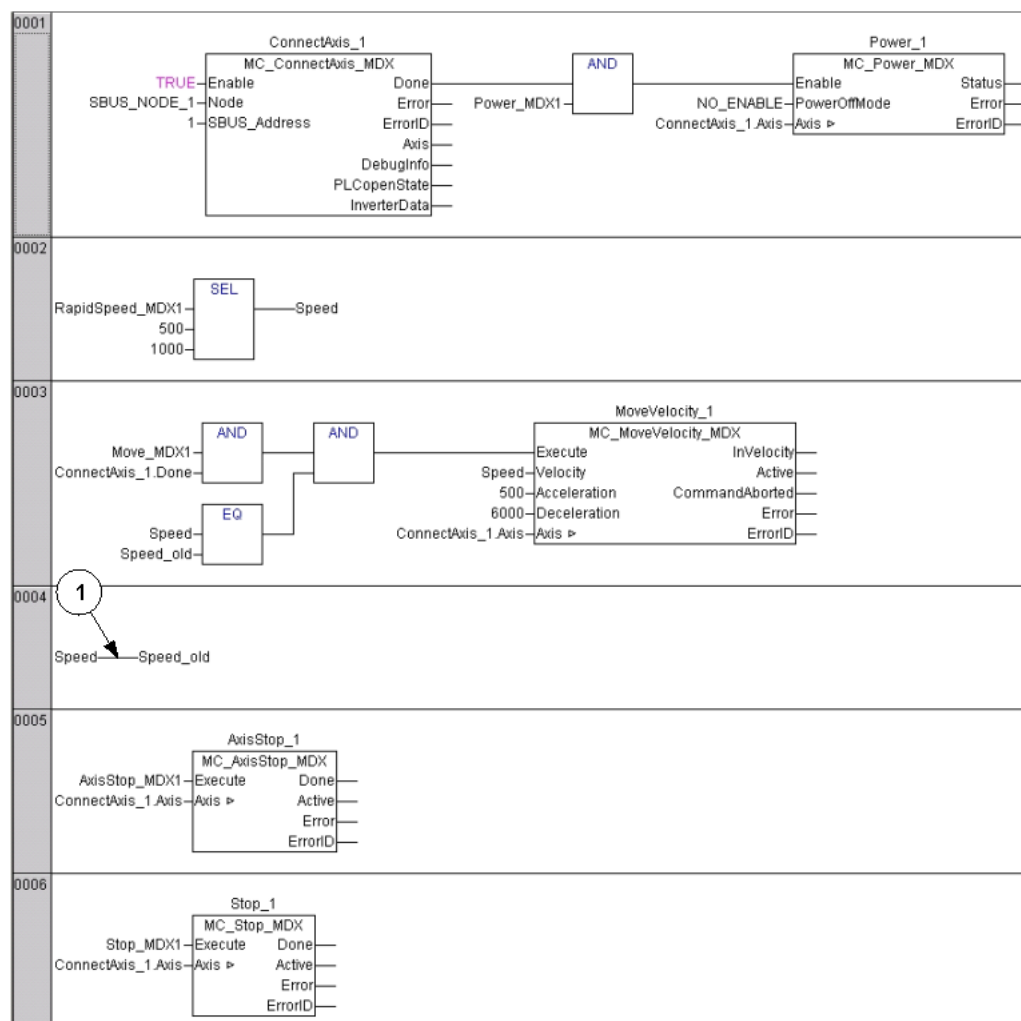 0001
ConnectAxis_1
MC_ConnectAxis_MDX
TRUE Enable Done
SBUS_NODE_1 Node Error
1 SBUS_Address ErrorID
Axis
DebugInfo
PLCopenState
InverterData
AND
Power_MDX1
Power_1
MC_Power_MDX
Enable Status
NO_ENABLE PowerOffMode Error
ConnectAxis_1.Axis Axis ▹ ErrorID
0002
SEL
RapidSpeed_MDX1 Speed
500
1000
0003
AND
Move_MDX1
ConnectAxis_1.Done
AND
EQ
Speed
Speed_old
MoveVelocity_1
MC_MoveVelocity_MDX
Execute InVelocity
Speed Velocity Active
500 Acceleration CommandAborted
6000 Deceleration Error
ConnectAxis_1.Axis Axis ▹ ErrorID
0004
1
Speed Speed_old
0005
AxisStop_1
MC_AxisStop_MDX
AxisStop_MDX1 Execute Done
ConnectAxis_1.Axis Axis ▹ Active
Error
ErrorID
0006
Stop_1
MC_Stop_MDX
Stop_MDX1 Execute Done
ConnectAxis_1.Axis Axis ▹ Active
Error
ErrorID